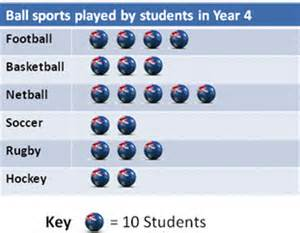 Ball sports played by students in Year 4
Football
Basketball
Netball
Soccer
Rugby
Hockey
Key = 10 Students